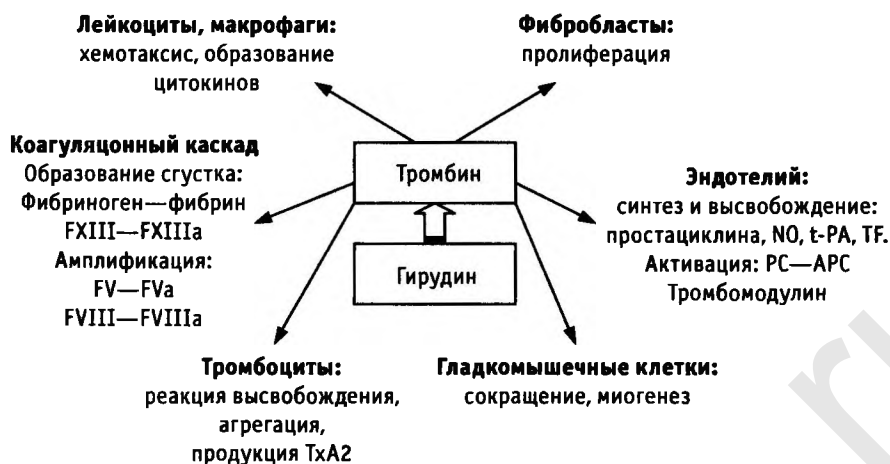 Лейкоциты, макрофаги:
хемотаксис, образование
цитокинов
Фибробласты:
пролиферация
Коагуляцонный каскад
Образование сгустка:
Фибриноген—фибрин
FXIII—FXIIIa
Амплификация:
FV—FVa
FVIII—FVIIIa
Тромбин
Гирудин
Эндотелий:
синтез и высвобождение:
простациклина, NO, t-PA, TF.
Активация: PC—APC
Тромбомодулин
Тромбоциты:
реакция высвобождения,
агрегация,
продукция TxA2
Гладкомышечные клетки:
сокращение, миогенез